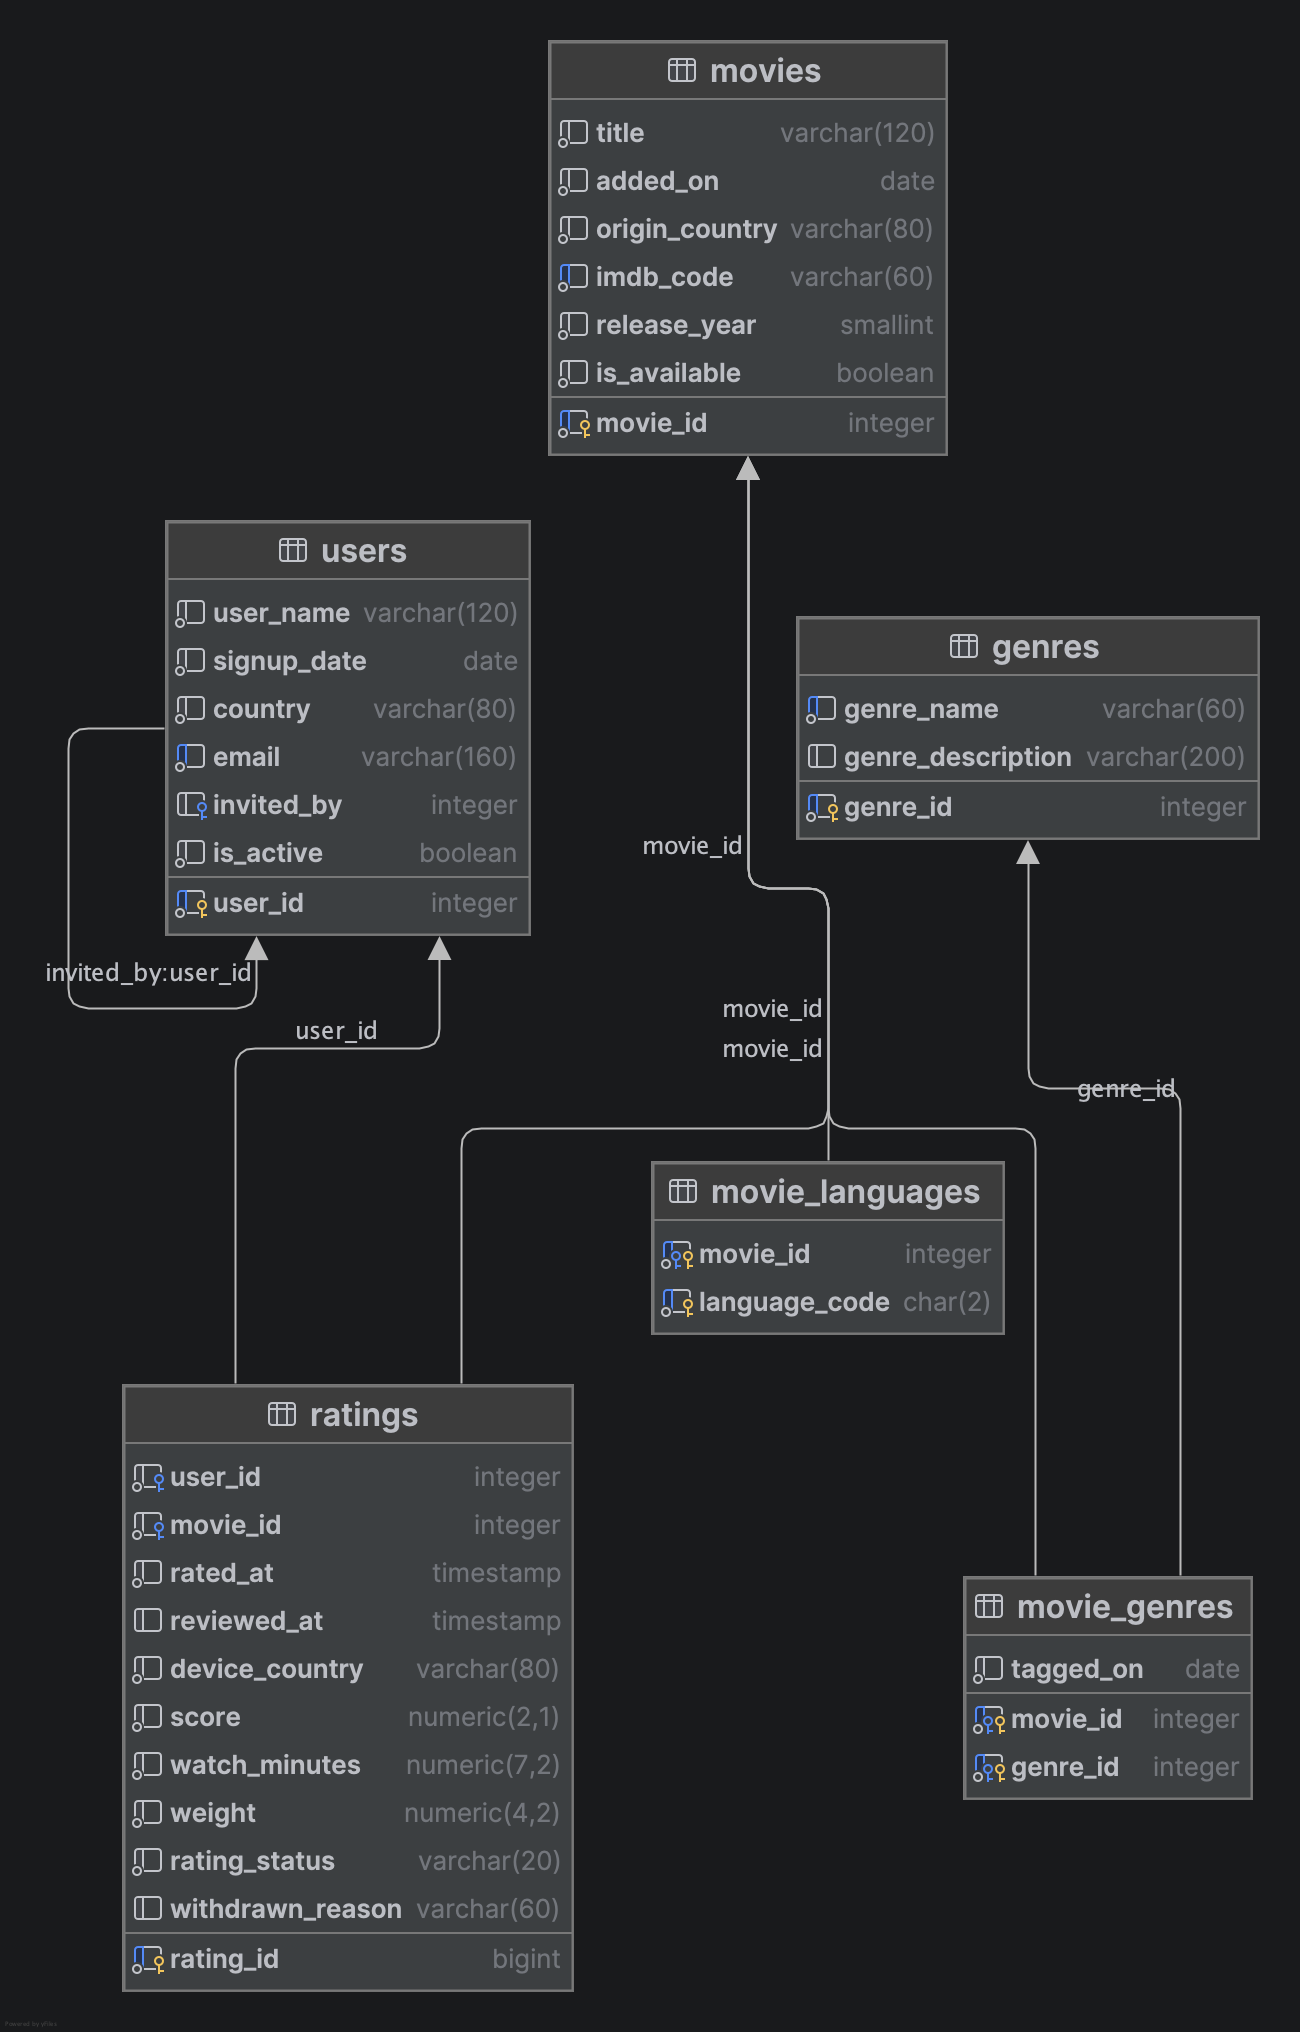 movies
title varchar(120)
added_on date
origin_country varchar(80)
imdb_code varchar(60)
release_year smallint
is_available boolean
movie_id integer
users
user_name varchar(120)
signup_date date
country varchar(80)
email varchar(160)
invited_by integer
is_active boolean
user_id integer
genres
genre_name varchar(60)
genre_description varchar(200)
genre_id integer
movie_id
invited_by:user_id
user_id
movie_id
movie_id
genre_id
movie_languages
movie_id integer
language_code char(2)
ratings
user_id integer
movie_id integer
rated_at timestamp
reviewed_at timestamp
device_country varchar(80)
score numeric(2,1)
watch_minutes numeric(7,2)
weight numeric(4,2)
rating_status varchar(20)
withdrawn_reason varchar(60)
rating_id bigint
movie_genres
tagged_on date
movie_id integer
genre_id integer
Powered by yFiles